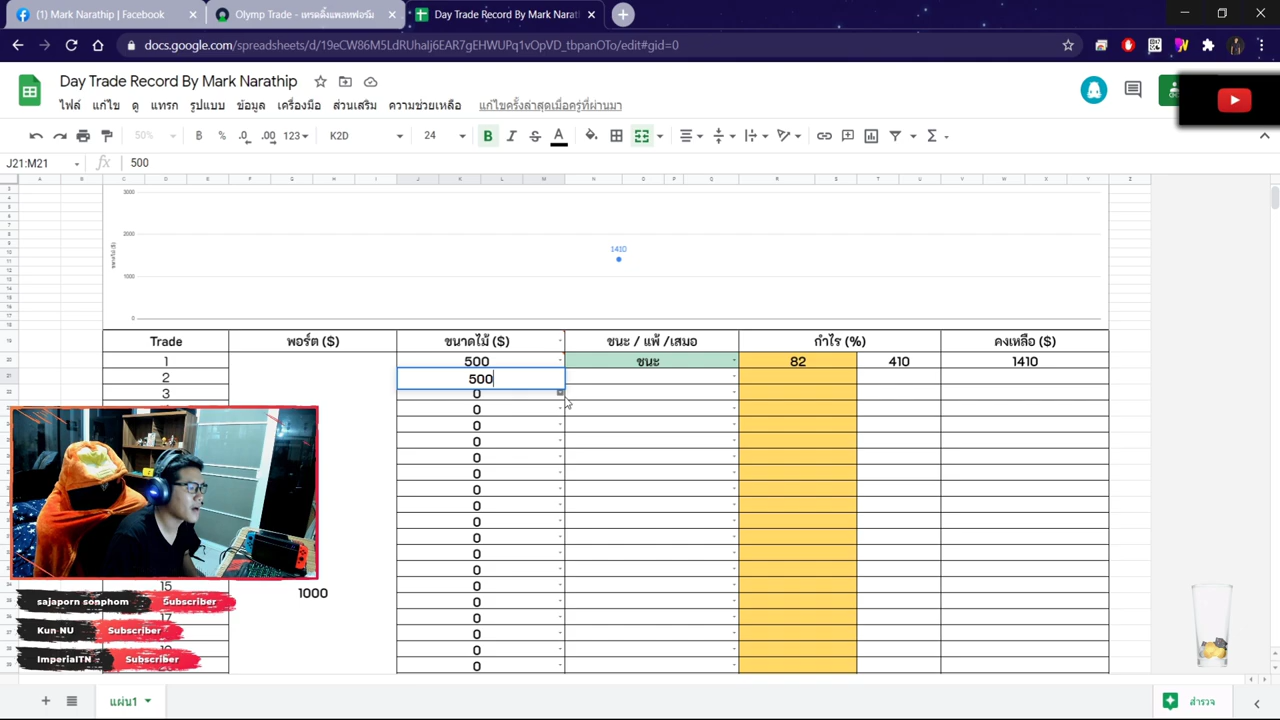 (1) Mark Narathip | Facebook
Olymp Trade - เทรดดิ้งแพลทฟอร์ม
Day Trade Record By Mark Narat
docs.google.com/spreadsheets/d/19eCW86M5LdRUhaIj6EAR7gEHWUPq1vOpVD_tbpanOTo/edit#gid=0
Day Trade Record By Mark Narathip
ไฟล์ แก้ไข ดู แทรก รูปแบบ ข้อมูล เครื่องมือ ส่วนเสริม ความช่วยเหลือ แก้ไขครั้งล่าสุดเมื่อครู่ที่ผ่านมา
50% ฿ % .0 .00 123 K2D 24 B I S A
J21:M21 fx 500
3000
2000
1410
1000
0
ขนาดไม้ ($)
Trade พอร์ต ($) ขนาดไม้ ($) ชนะ / แพ้ /เสมอ กำไร (%) คงเหลือ ($)
1 500 ชนะ 82 410 1410
2 500
3 0
0
0
0
0
0
0
0
0
0
0
0
15 0
1000
0
17 0
0
0
0
sajaporn sonphom Subscriber
Kun NU Subscriber
ImperialTN Subscriber
แผ่น1
สำรวจ